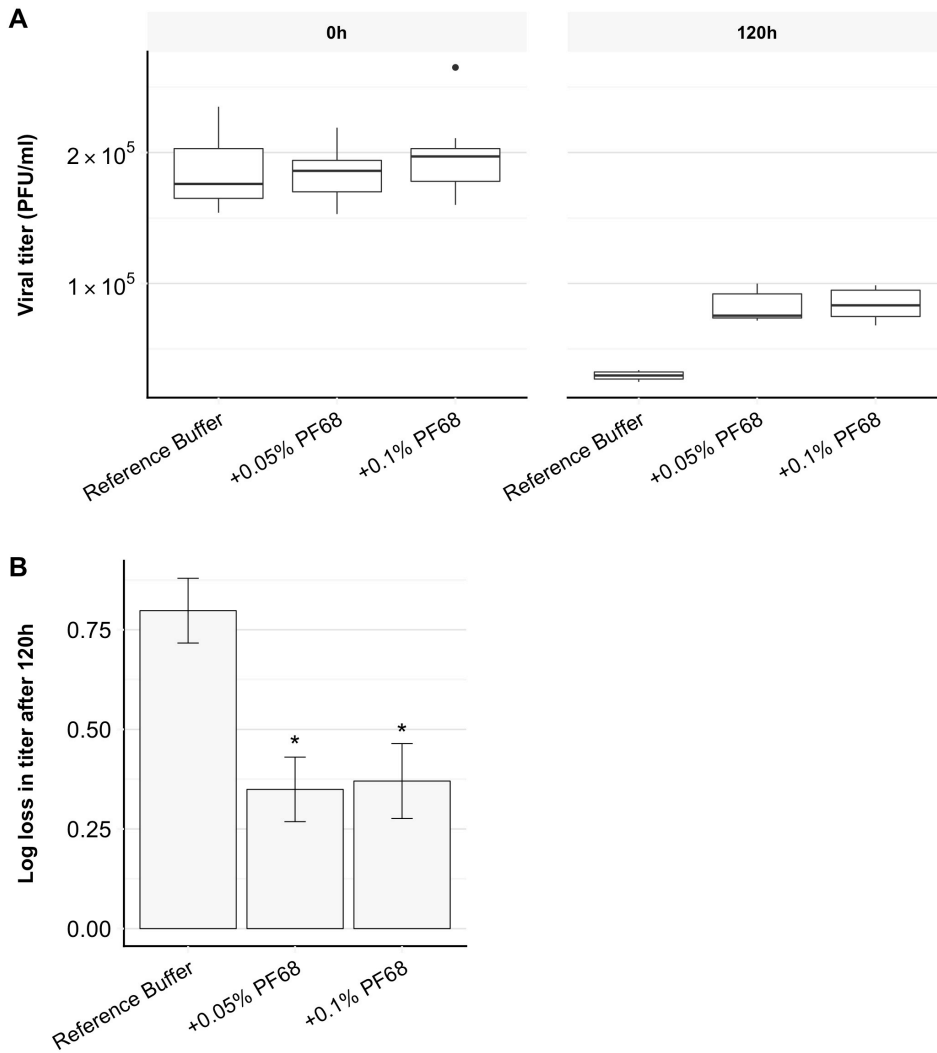 A
0h
120h
Viral titer (PFU/ml)
2 × 10⁵
1 × 10⁵
Reference Buffer
+0.05% PF68
+0.1% PF68
Reference Buffer
+0.05% PF68
+0.1% PF68
B
Log loss in titer after 120h
0.75
0.50
0.25
0.00
*
*
Reference Buffer
+0.05% PF68
+0.1% PF68